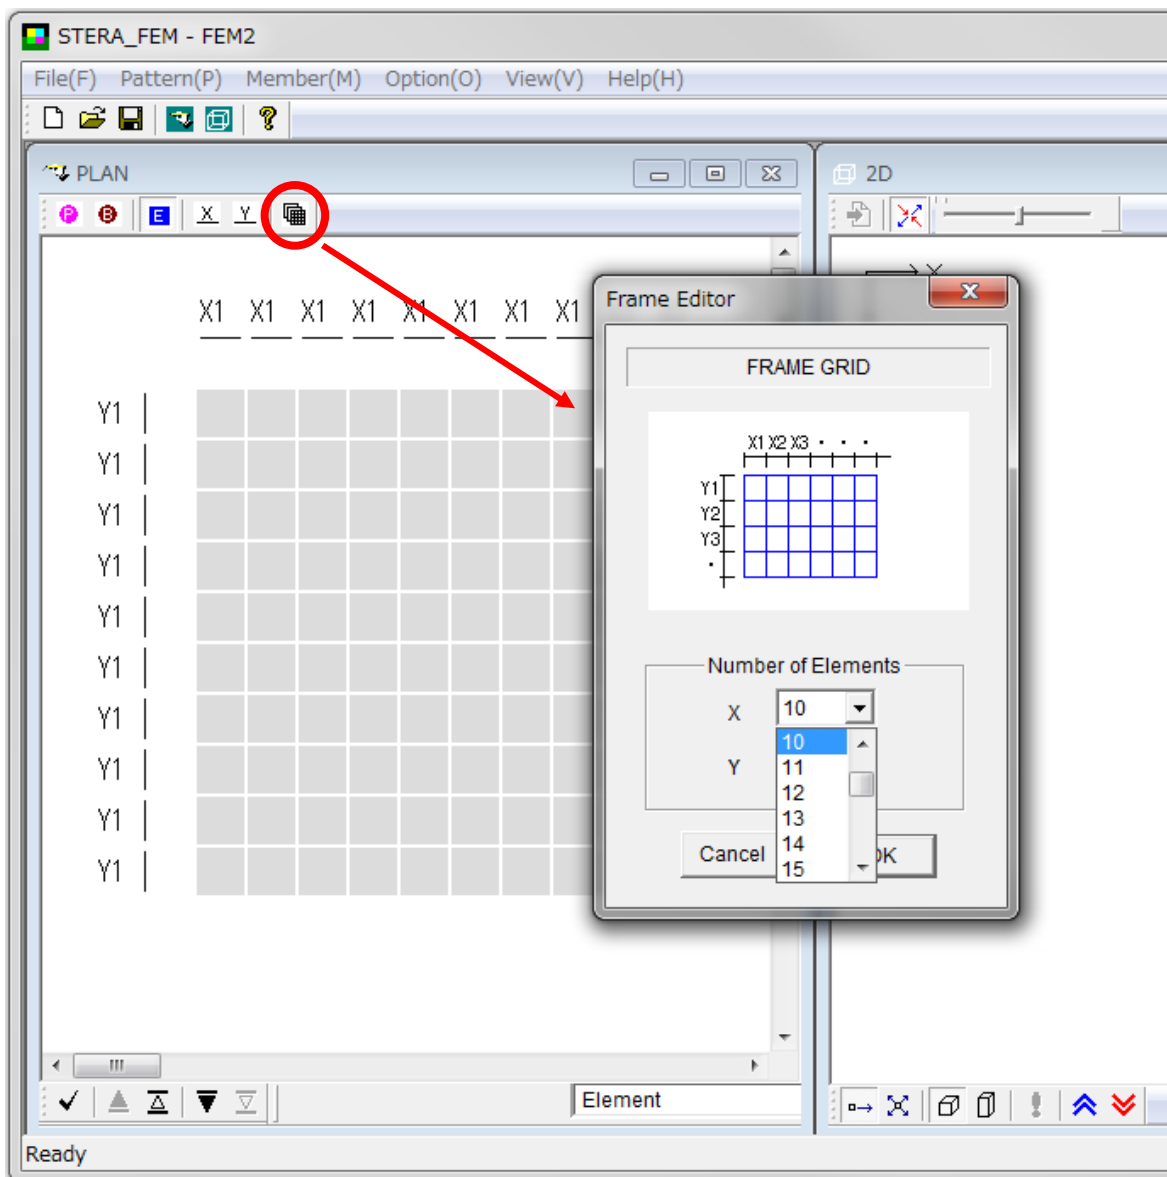 STERA_FEM - FEM2
File(F) Pattern(P) Member(M) Option(O) View(V) Help(H)
PLAN
2D
P B E X Y
X
X1 X1 X1 X1 X1 X1 X1 X1
Y1
Y1
Y1
Y1
Y1
Y1
Y1
Y1
Y1
Y1
Frame Editor
FRAME GRID
X1 X2 X3 · · ·
Y1
Y2
Y3
·
Number of Elements
X 10
10
Y 11
12
13
14
15
Cancel OK
Element
Ready